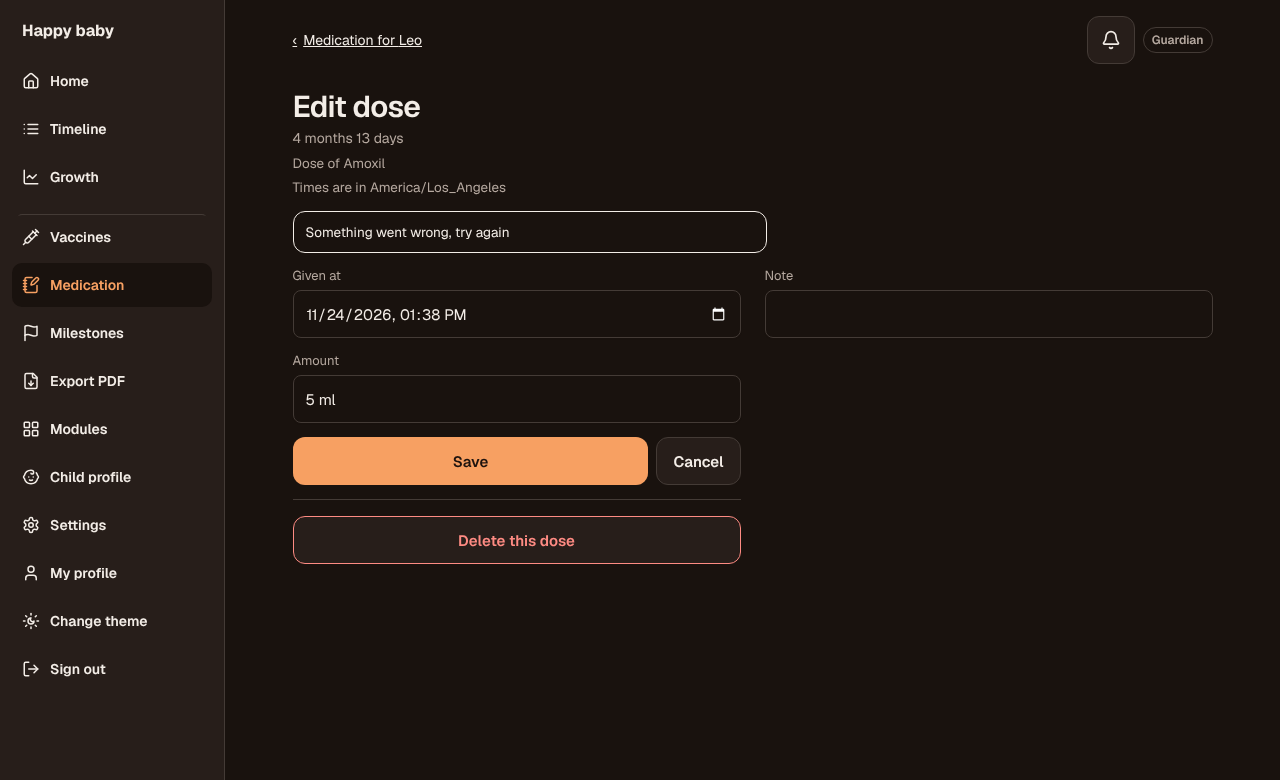 Happy baby
Home
Timeline
Growth
Vaccines
Medication
Milestones
Export PDF
Modules
Child profile
Settings
My profile
Change theme
Sign out
‹ Medication for Leo
Guardian
Edit dose
4 months 13 days
Dose of Amoxil
Times are in America/Los_Angeles
Something went wrong, try again
Given at
11/24/2026, 01:38 PM
Note
Amount
5 ml
Save
Cancel
Delete this dose